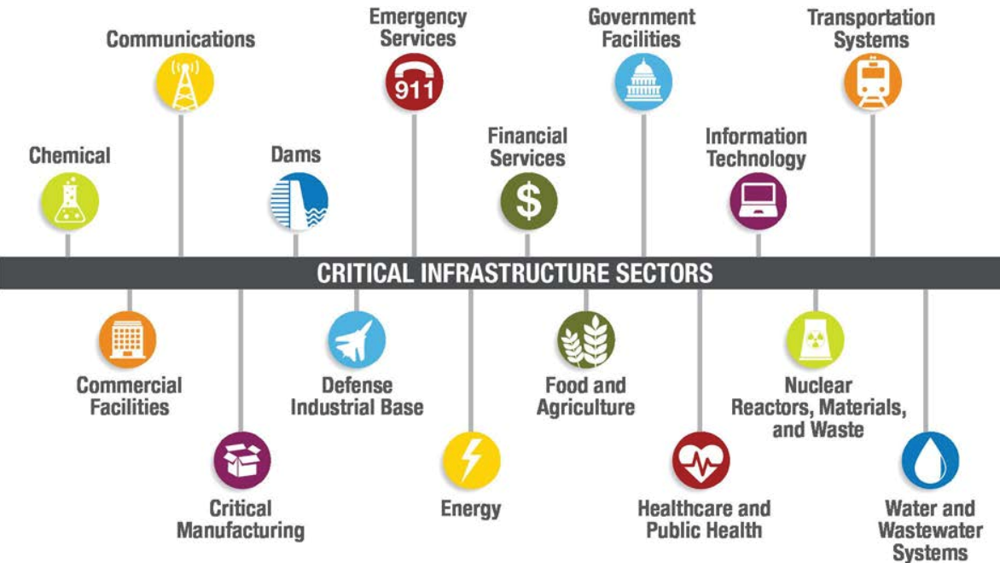 Communications
Emergency
Services
911
Government
Facilities
Transportation
Systems
Chemical
Dams
Financial
Services
$
Information
Technology
CRITICAL INFRASTRUCTURE SECTORS
Commercial
Facilities
Defense
Industrial Base
Food and
Agriculture
Nuclear
Reactors, Materials,
and Waste
Critical
Manufacturing
Energy
Healthcare and
Public Health
Water and
Wastewater
Systems